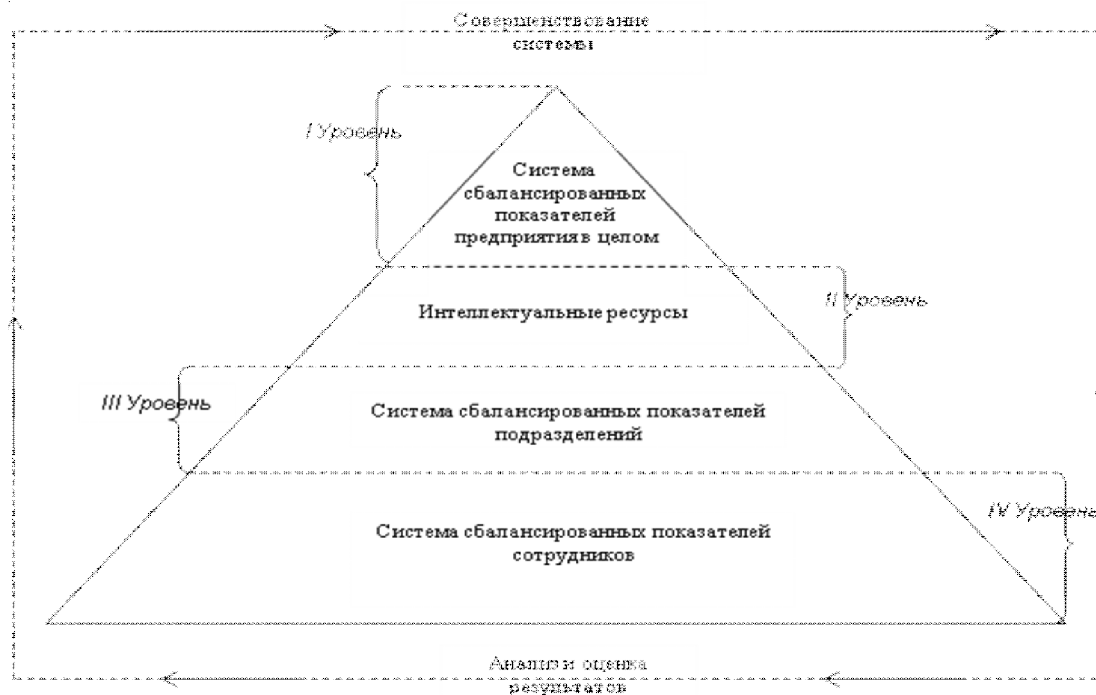 Совершенствование
системы
I Уровень
Система
сбалансированных
показателей
предприятия в целом
II Уровень
Интеллектуальные ресурсы
III Уровень
Система сбалансированных показателей
подразделений
IV Уровень
Система сбалансированных показателей
сотрудников
Анализ и оценка
результатов